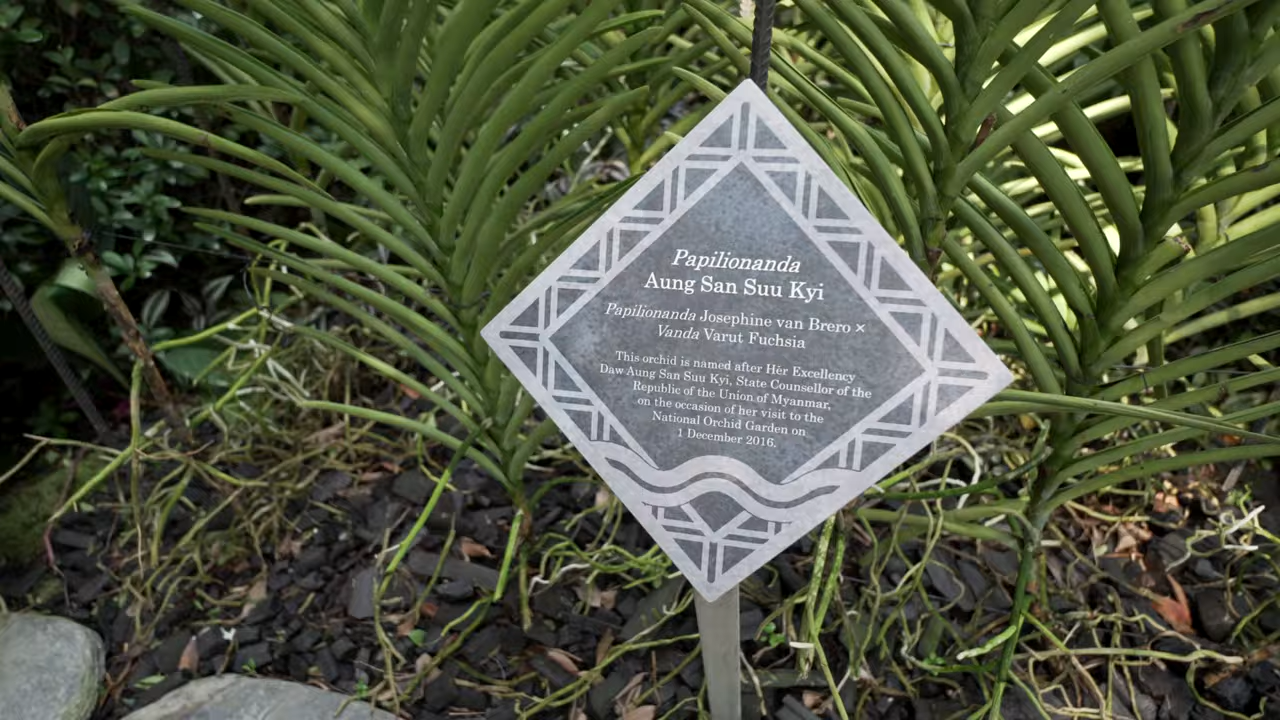 Papilionanda
Aung San Suu Kyi
Papilionanda Josephine van Brero ×
Vanda Varut Fuchsia
This orchid is named after Her Excellency
Daw Aung San Suu Kyi, State Counsellor of the
Republic of the Union of Myanmar,
on the occasion of her visit to the
National Orchid Garden on
1 December 2016.